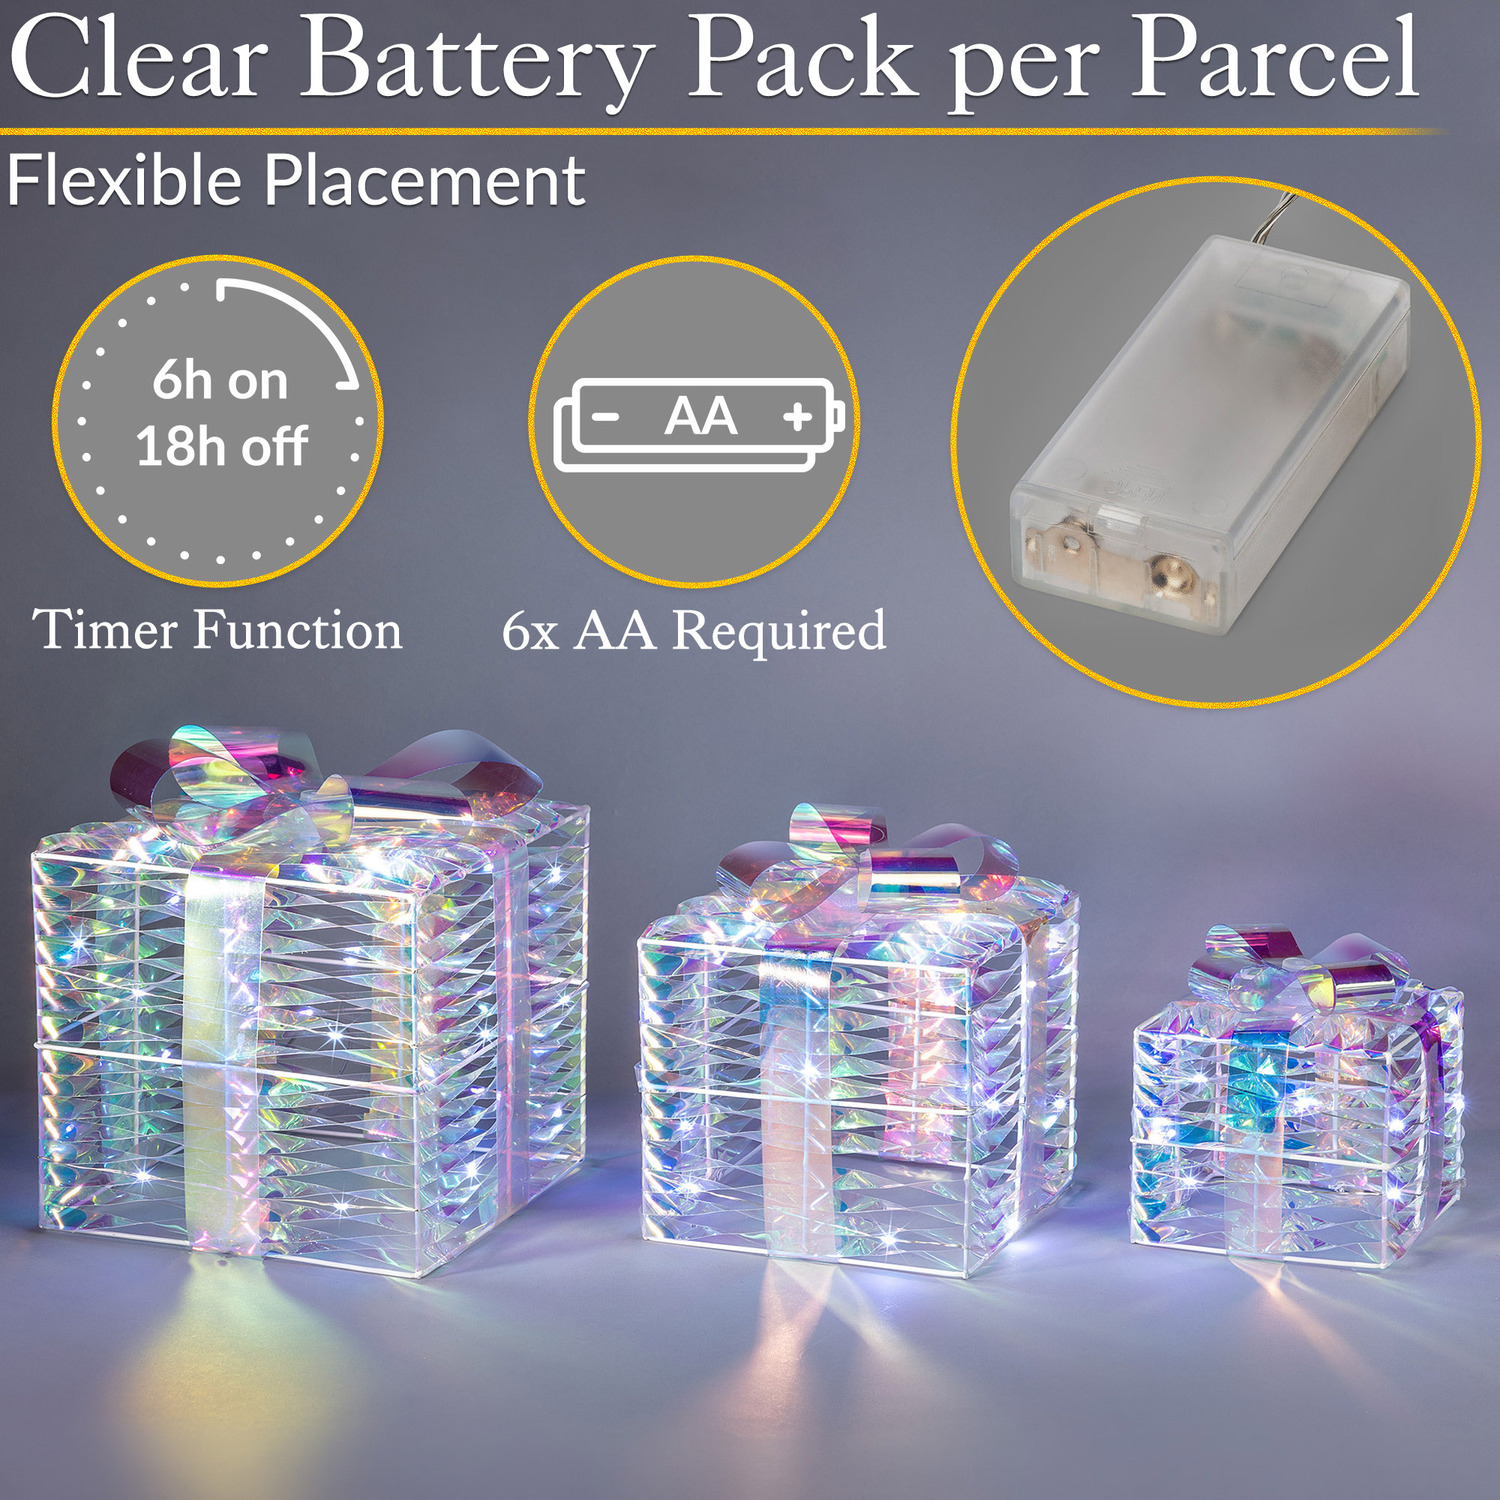 Clear Battery Pack per Parcel
Flexible Placement
6h on
18h off
- AA +
Timer Function
6x AA Required